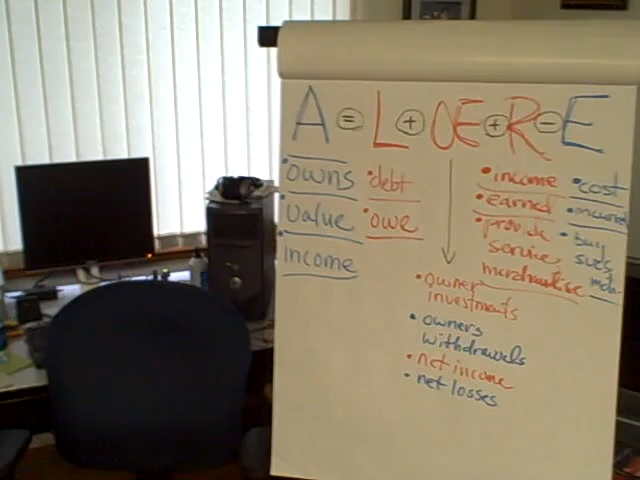 A = L + OE + R - E
• owns
• value
• income
• debt
• owe
• income
• earned
• provide
service
merchandise
• cost
• incurred
• buy
svcs
• owner
investments
• owners
withdrawals
• net income
• net losses